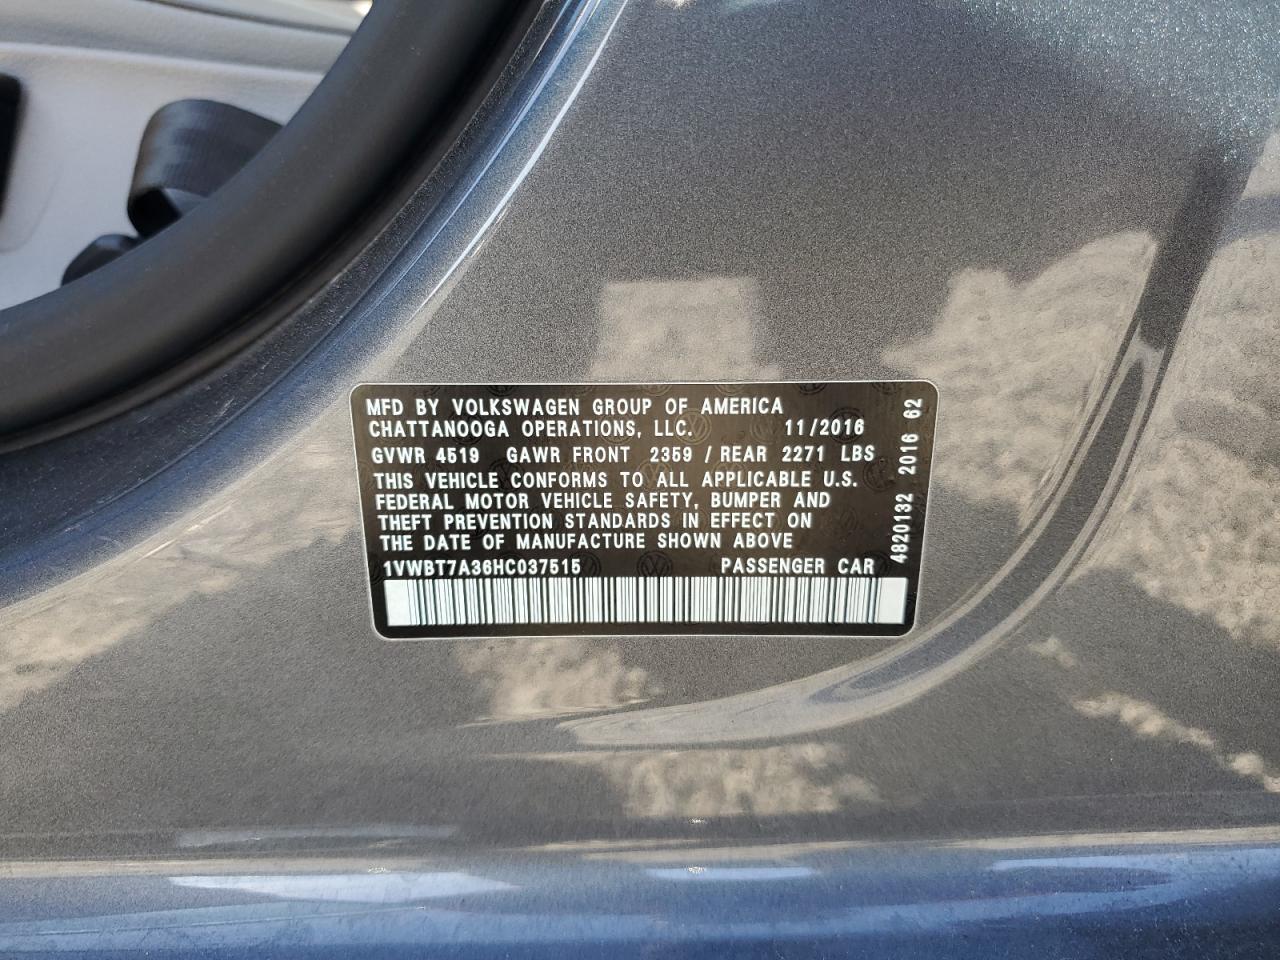 MFD BY VOLKSWAGEN GROUP OF AMERICA
CHATTANOOGA OPERATIONS, LLC. 11/2016
GVWR 4519 GAWR FRONT 2359 / REAR 2271 LBS
THIS VEHICLE CONFORMS TO ALL APPLICABLE U.S.
FEDERAL MOTOR VEHICLE SAFETY, BUMPER AND
THEFT PREVENTION STANDARDS IN EFFECT ON
THE DATE OF MANUFACTURE SHOWN ABOVE
1VWBT7A36HC037515 PASSENGER CAR
4820132 2016 62